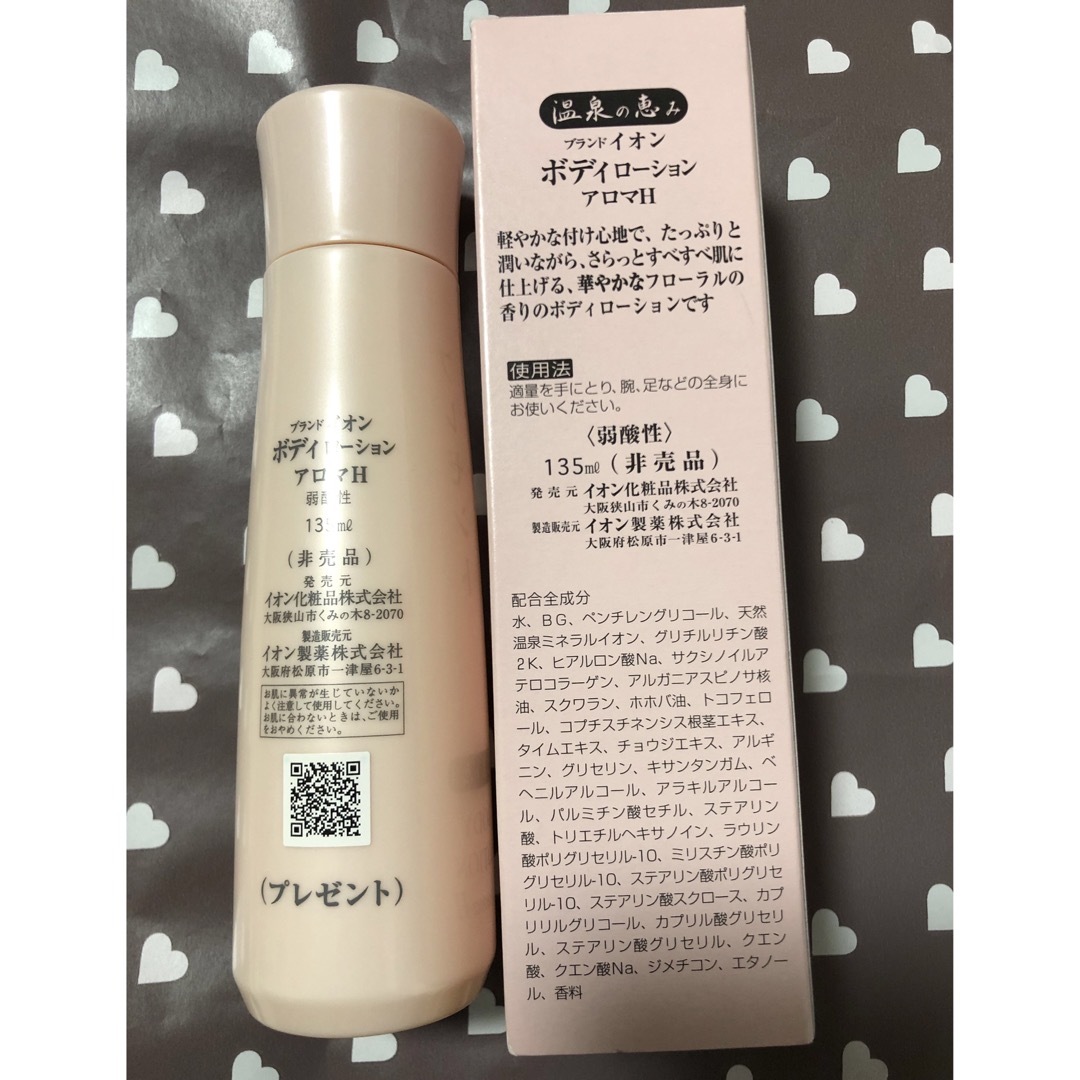 ブランドイオン
ボディローション
アロマH
弱酸性
135㎖
(非売品)
発売元
イオン化粧品株式会社
大阪狭山市くみの木8-2070
製造販売元
イオン製薬株式会社
大阪府松原市一津屋6-3-1
お肌に異常が生じていないか
よく注意して使用してください。
お肌に合わないときは、ご使用
をおやめください。
(プレゼント)
温泉の恵み
ブランドイオン
ボディローション
アロマH
軽やかな付け心地で、たっぷりと
潤いながら、さらっとすべすべ肌に
仕上げる、華やかなフローラルの
香りのボディローションです
使用法
適量を手にとり、腕、足などの全身に
お使いください。
〈弱酸性〉
135㎖(非売品)
発売元 イオン化粧品株式会社
大阪狭山市くみの木8-2070
製造販売元 イオン製薬株式会社
大阪府松原市一津屋6-3-1
配合全成分
水、BG、ペンチレングリコール、天然
温泉ミネラルイオン、グリチルリチン酸
2K、ヒアルロン酸Na、サクシノイルア
テロコラーゲン、アルガニアスピノサ核
油、スクワラン、ホホバ油、トコフェロ
ール、コプチスチネンシス根茎エキス、
タイムエキス、チョウジエキス、アルギ
ニン、グリセリン、キサンタンガム、ベ
ヘニルアルコール、アラキルアルコー
ル、パルミチン酸セチル、ステアリン
酸、トリエチルヘキサノイン、ラウリン
酸ポリグリセリル-10、ミリスチン酸ポリ
グリセリル-10、ステアリン酸ポリグリセ
リル-10、ステアリン酸スクロース、カプ
リリルグリコール、カプリル酸グリセリ
ル、ステアリン酸グリセリル、クエン
酸、クエン酸Na、ジメチコン、エタノー
ル、香料